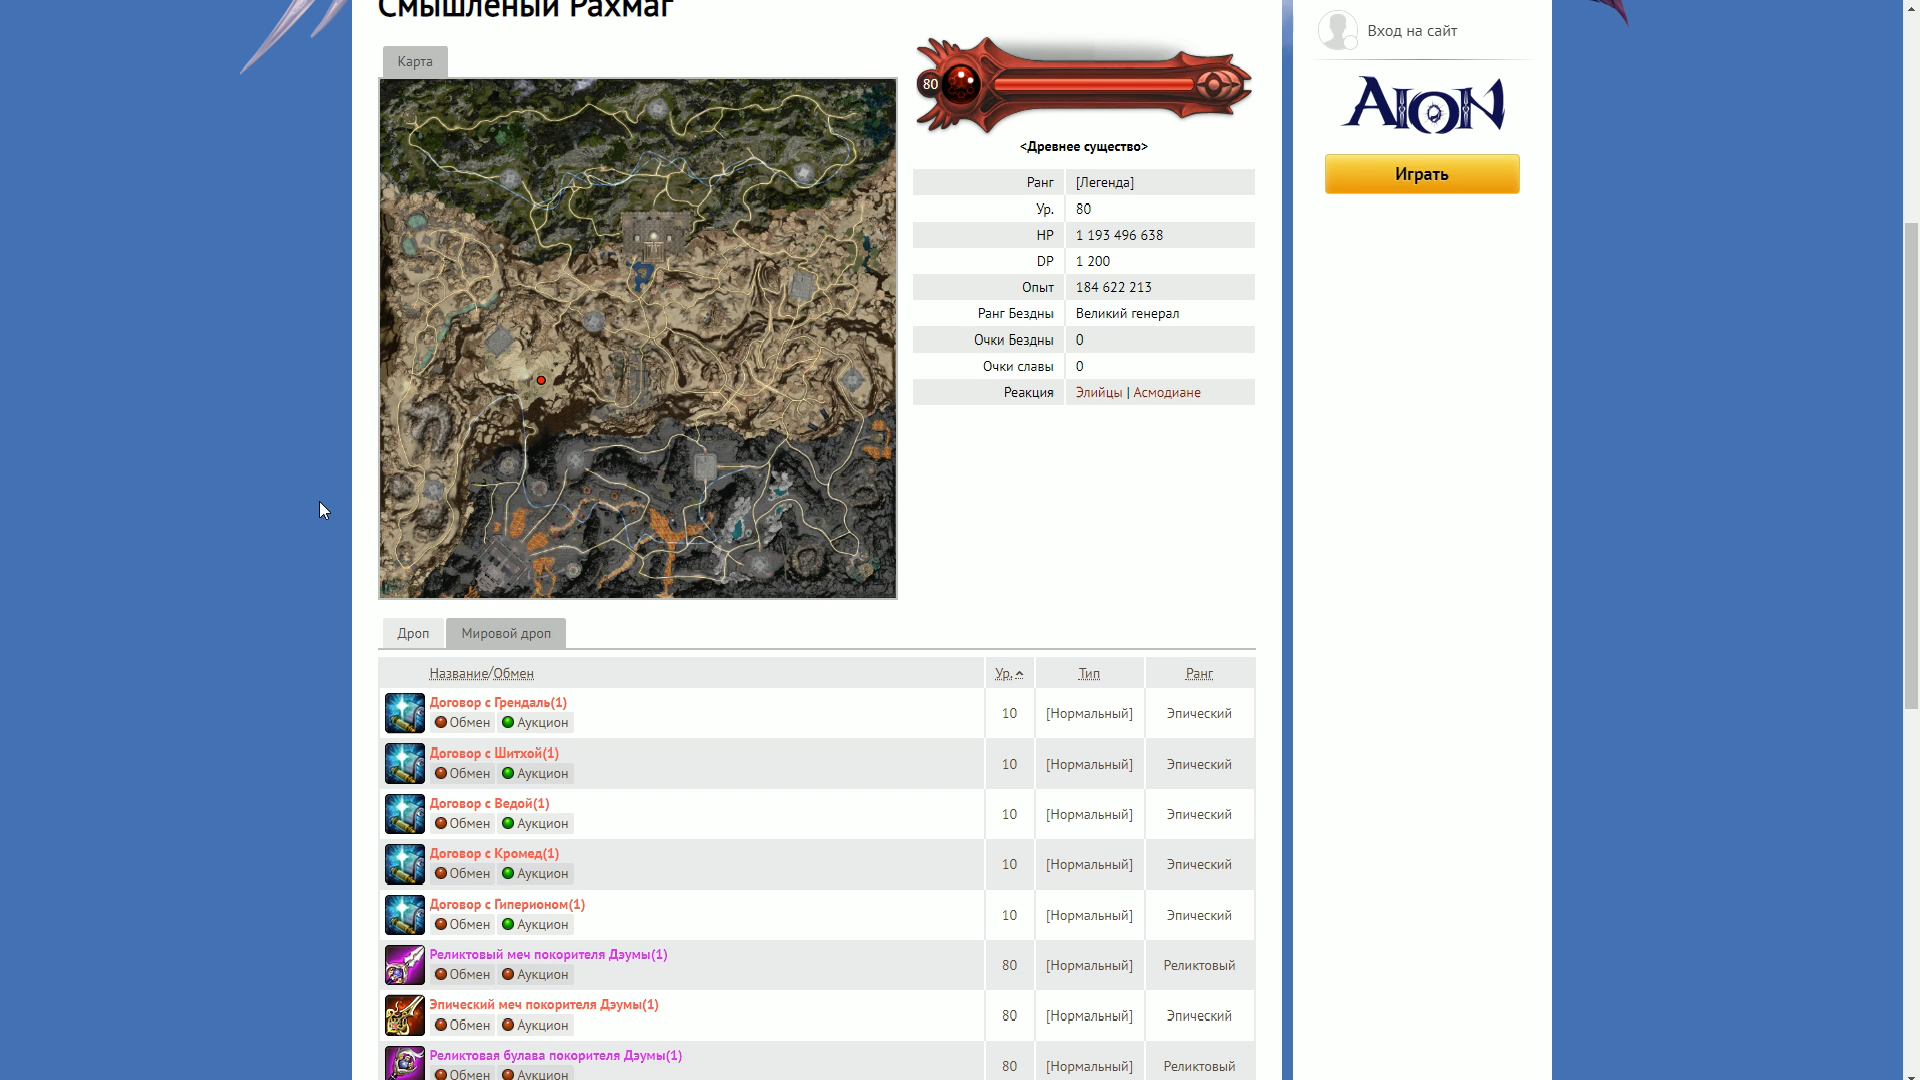 Смышленый Рахмаг
Карта
80
<Древнее существо>
Ранг [Легенда]
Ур. 80
HP 1 193 496 638
DP 1 200
Опыт 184 622 213
Ранг Бездны Великий генерал
Очки Бездны 0
Очки славы 0
Реакция Элийцы | Асмодиане
Вход на сайт
AION
Играть
Дроп Мировой дроп
Название/Обмен Ур. Тип Ранг
Договор с Грендаль(1)
Обмен Аукцион
10 [Нормальный] Эпический
Договор с Шитхой(1)
Обмен Аукцион
10 [Нормальный] Эпический
Договор с Ведой(1)
Обмен Аукцион
10 [Нормальный] Эпический
Договор с Кромед(1)
Обмен Аукцион
10 [Нормальный] Эпический
Договор с Гиперионом(1)
Обмен Аукцион
10 [Нормальный] Эпический
Реликтовый меч покорителя Дэумы(1)
Обмен Аукцион
80 [Нормальный] Реликтовый
Эпический меч покорителя Дэумы(1)
Обмен Аукцион
80 [Нормальный] Эпический
Реликтовая булава покорителя Дэумы(1)
Обмен Аукцион
80 [Нормальный] Реликтовый